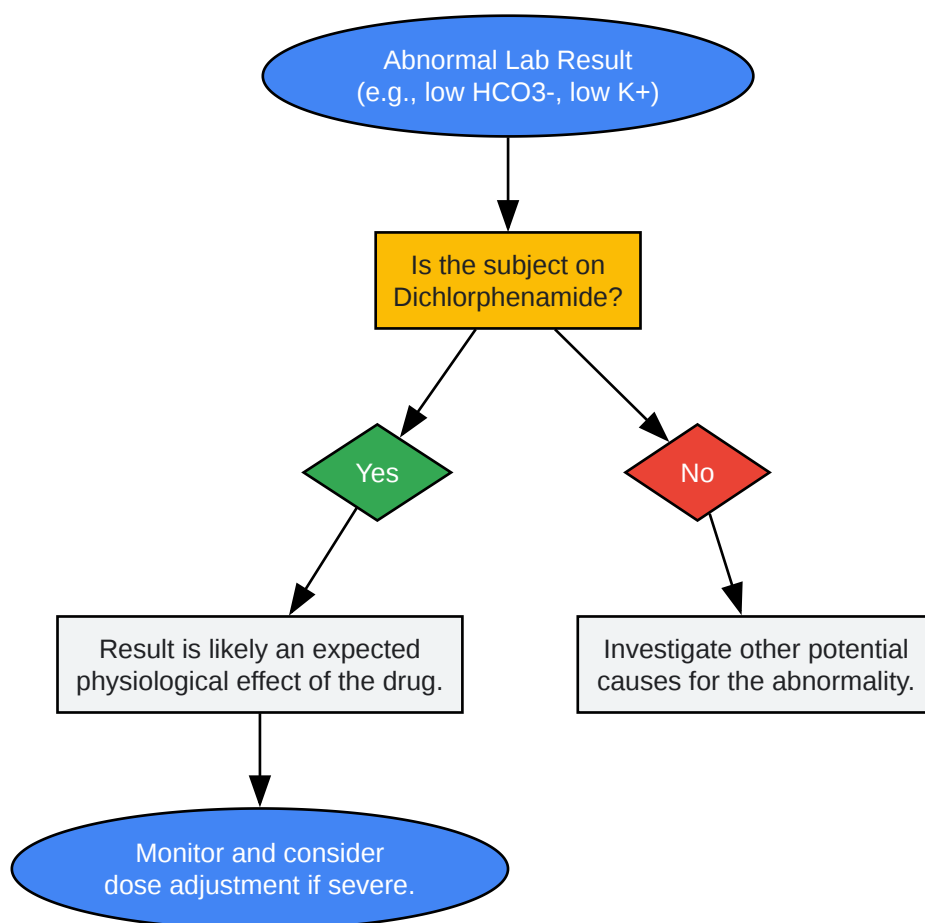 Abnormal Lab Result
(e.g., low HCO3-, low K+)
Is the subject on
Dichlorphenamide?
Yes
No
Result is likely an expected
physiological effect of the drug.
Investigate other potential
causes for the abnormality.
Monitor and consider
dose adjustment if severe.